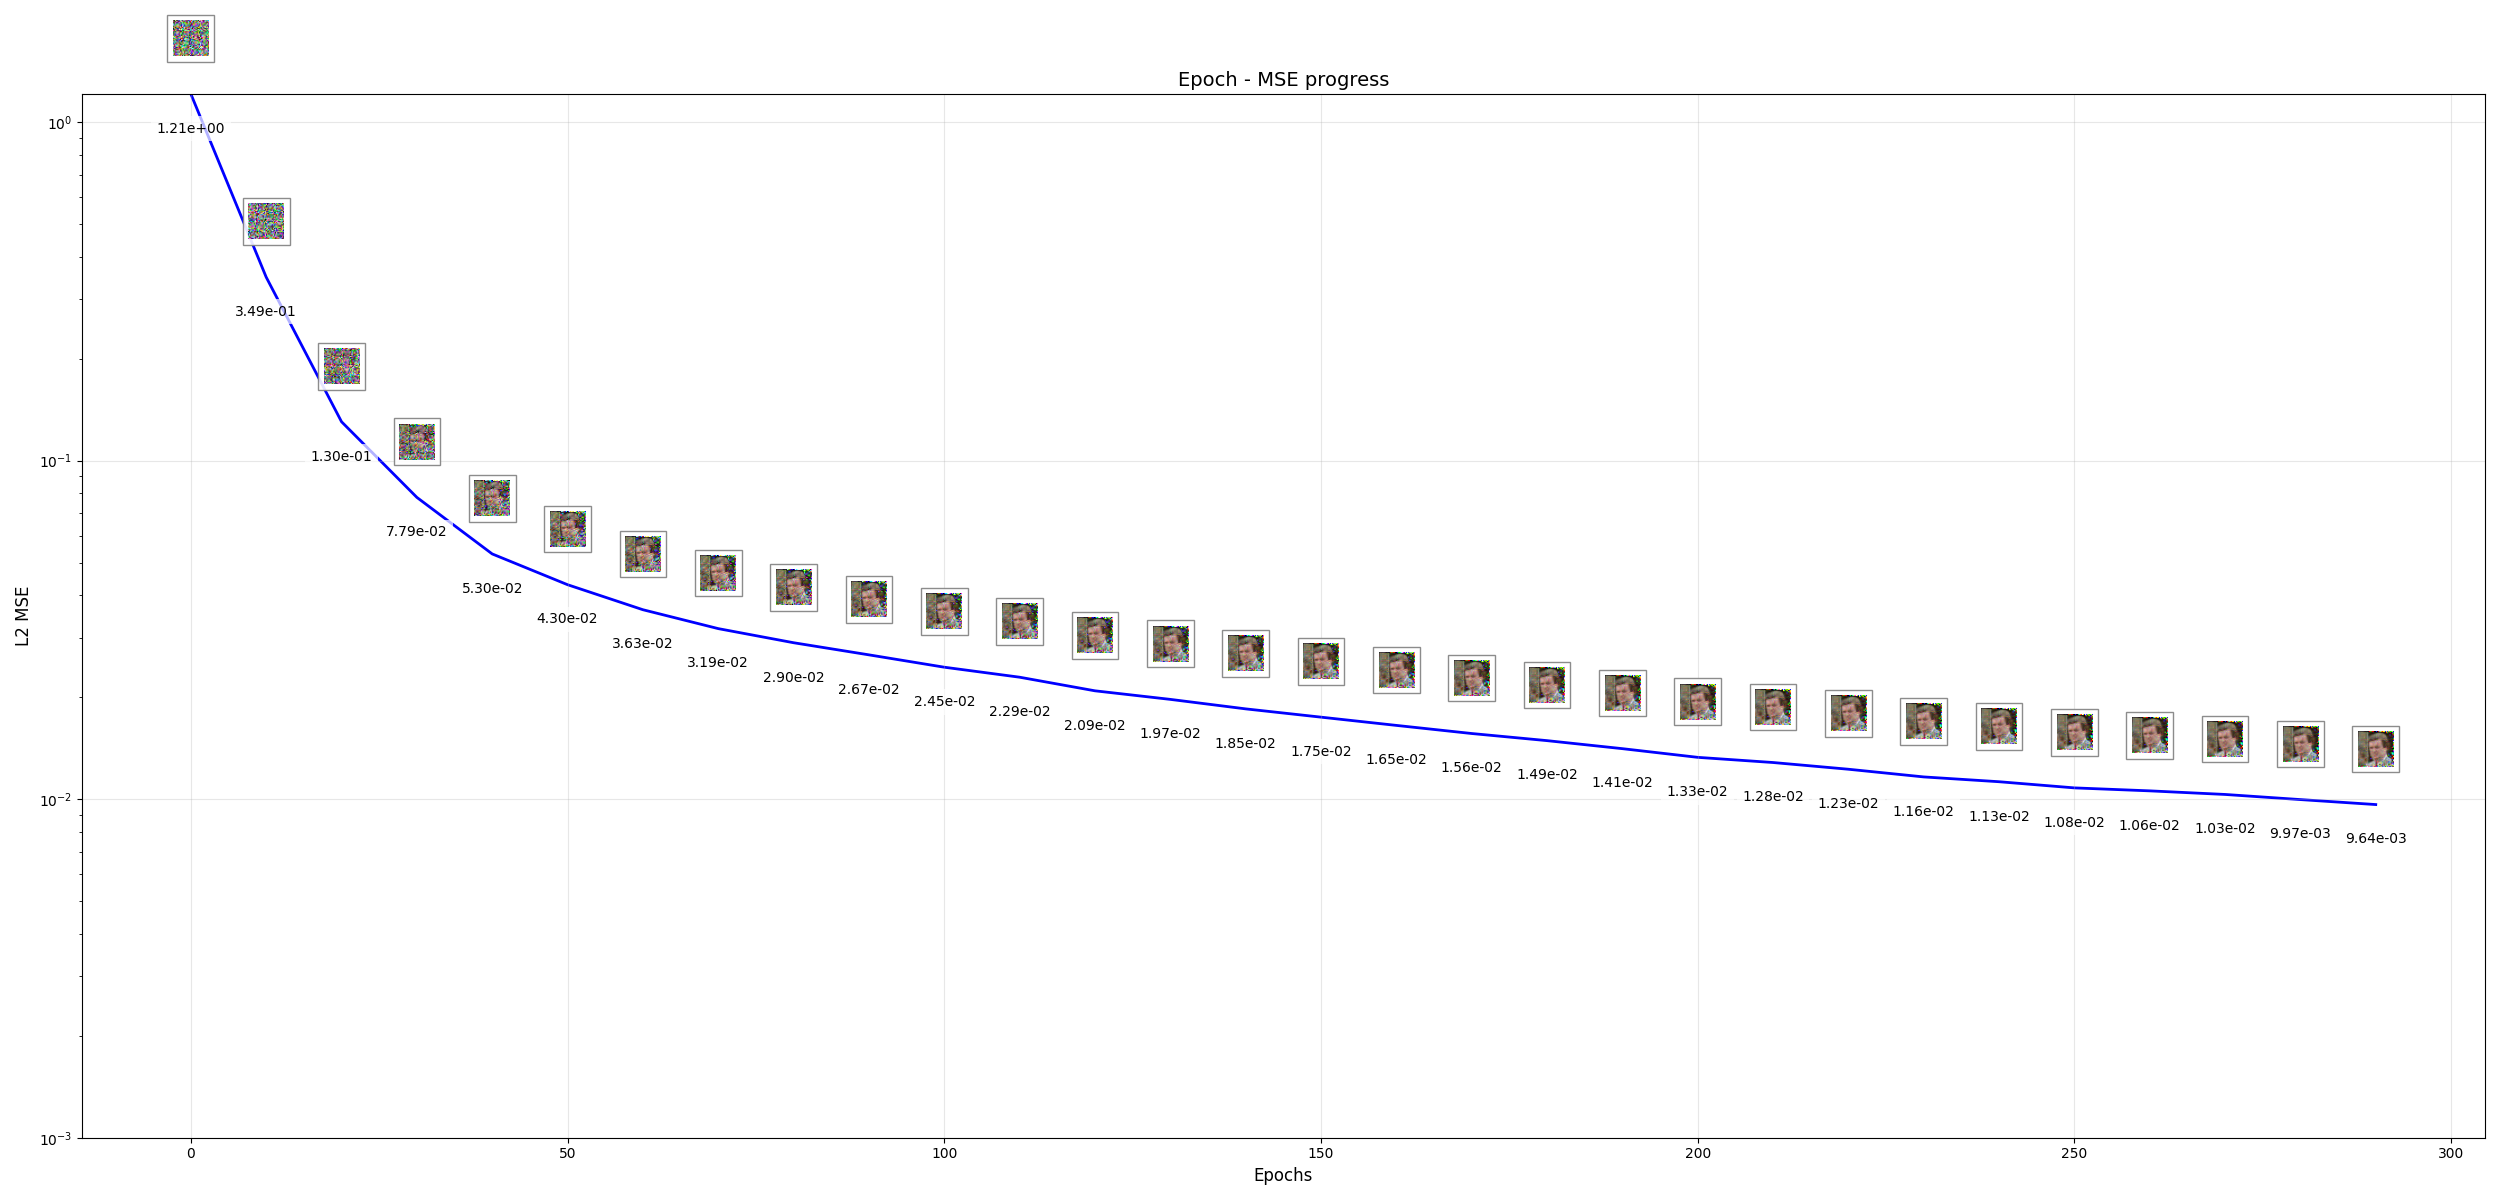 Epoch - MSE progress
10⁰
10⁻¹
10⁻²
10⁻³
L2 MSE
1.21e+00
3.49e-01
1.30e-01
7.79e-02
5.30e-02
4.30e-02
3.63e-02
3.19e-02
2.90e-02
2.67e-02
2.45e-02
2.29e-02
2.09e-02
1.97e-02
1.85e-02
1.75e-02
1.65e-02
1.56e-02
1.49e-02
1.41e-02
1.33e-02
1.28e-02
1.23e-02
1.16e-02
1.13e-02
1.08e-02
1.06e-02
1.03e-02
9.97e-03
9.64e-03
0 50 100 150 200 250 300
Epochs